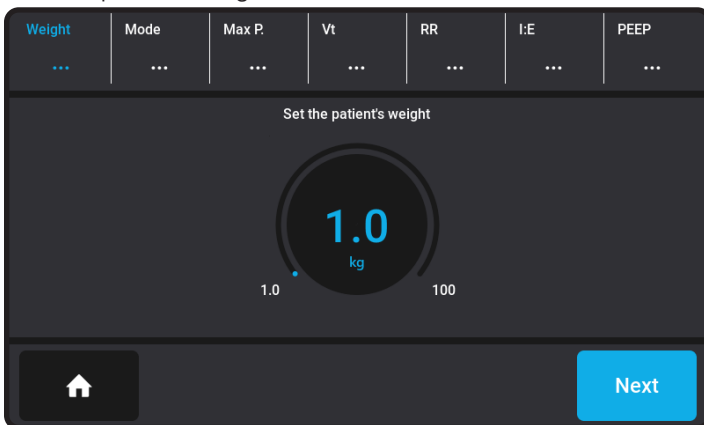 Weight Mode Max P. Vt RR I:E PEEP
... ... ... ... ... ... ...
Set the patient's weight
1.0
kg
1.0 100
Next